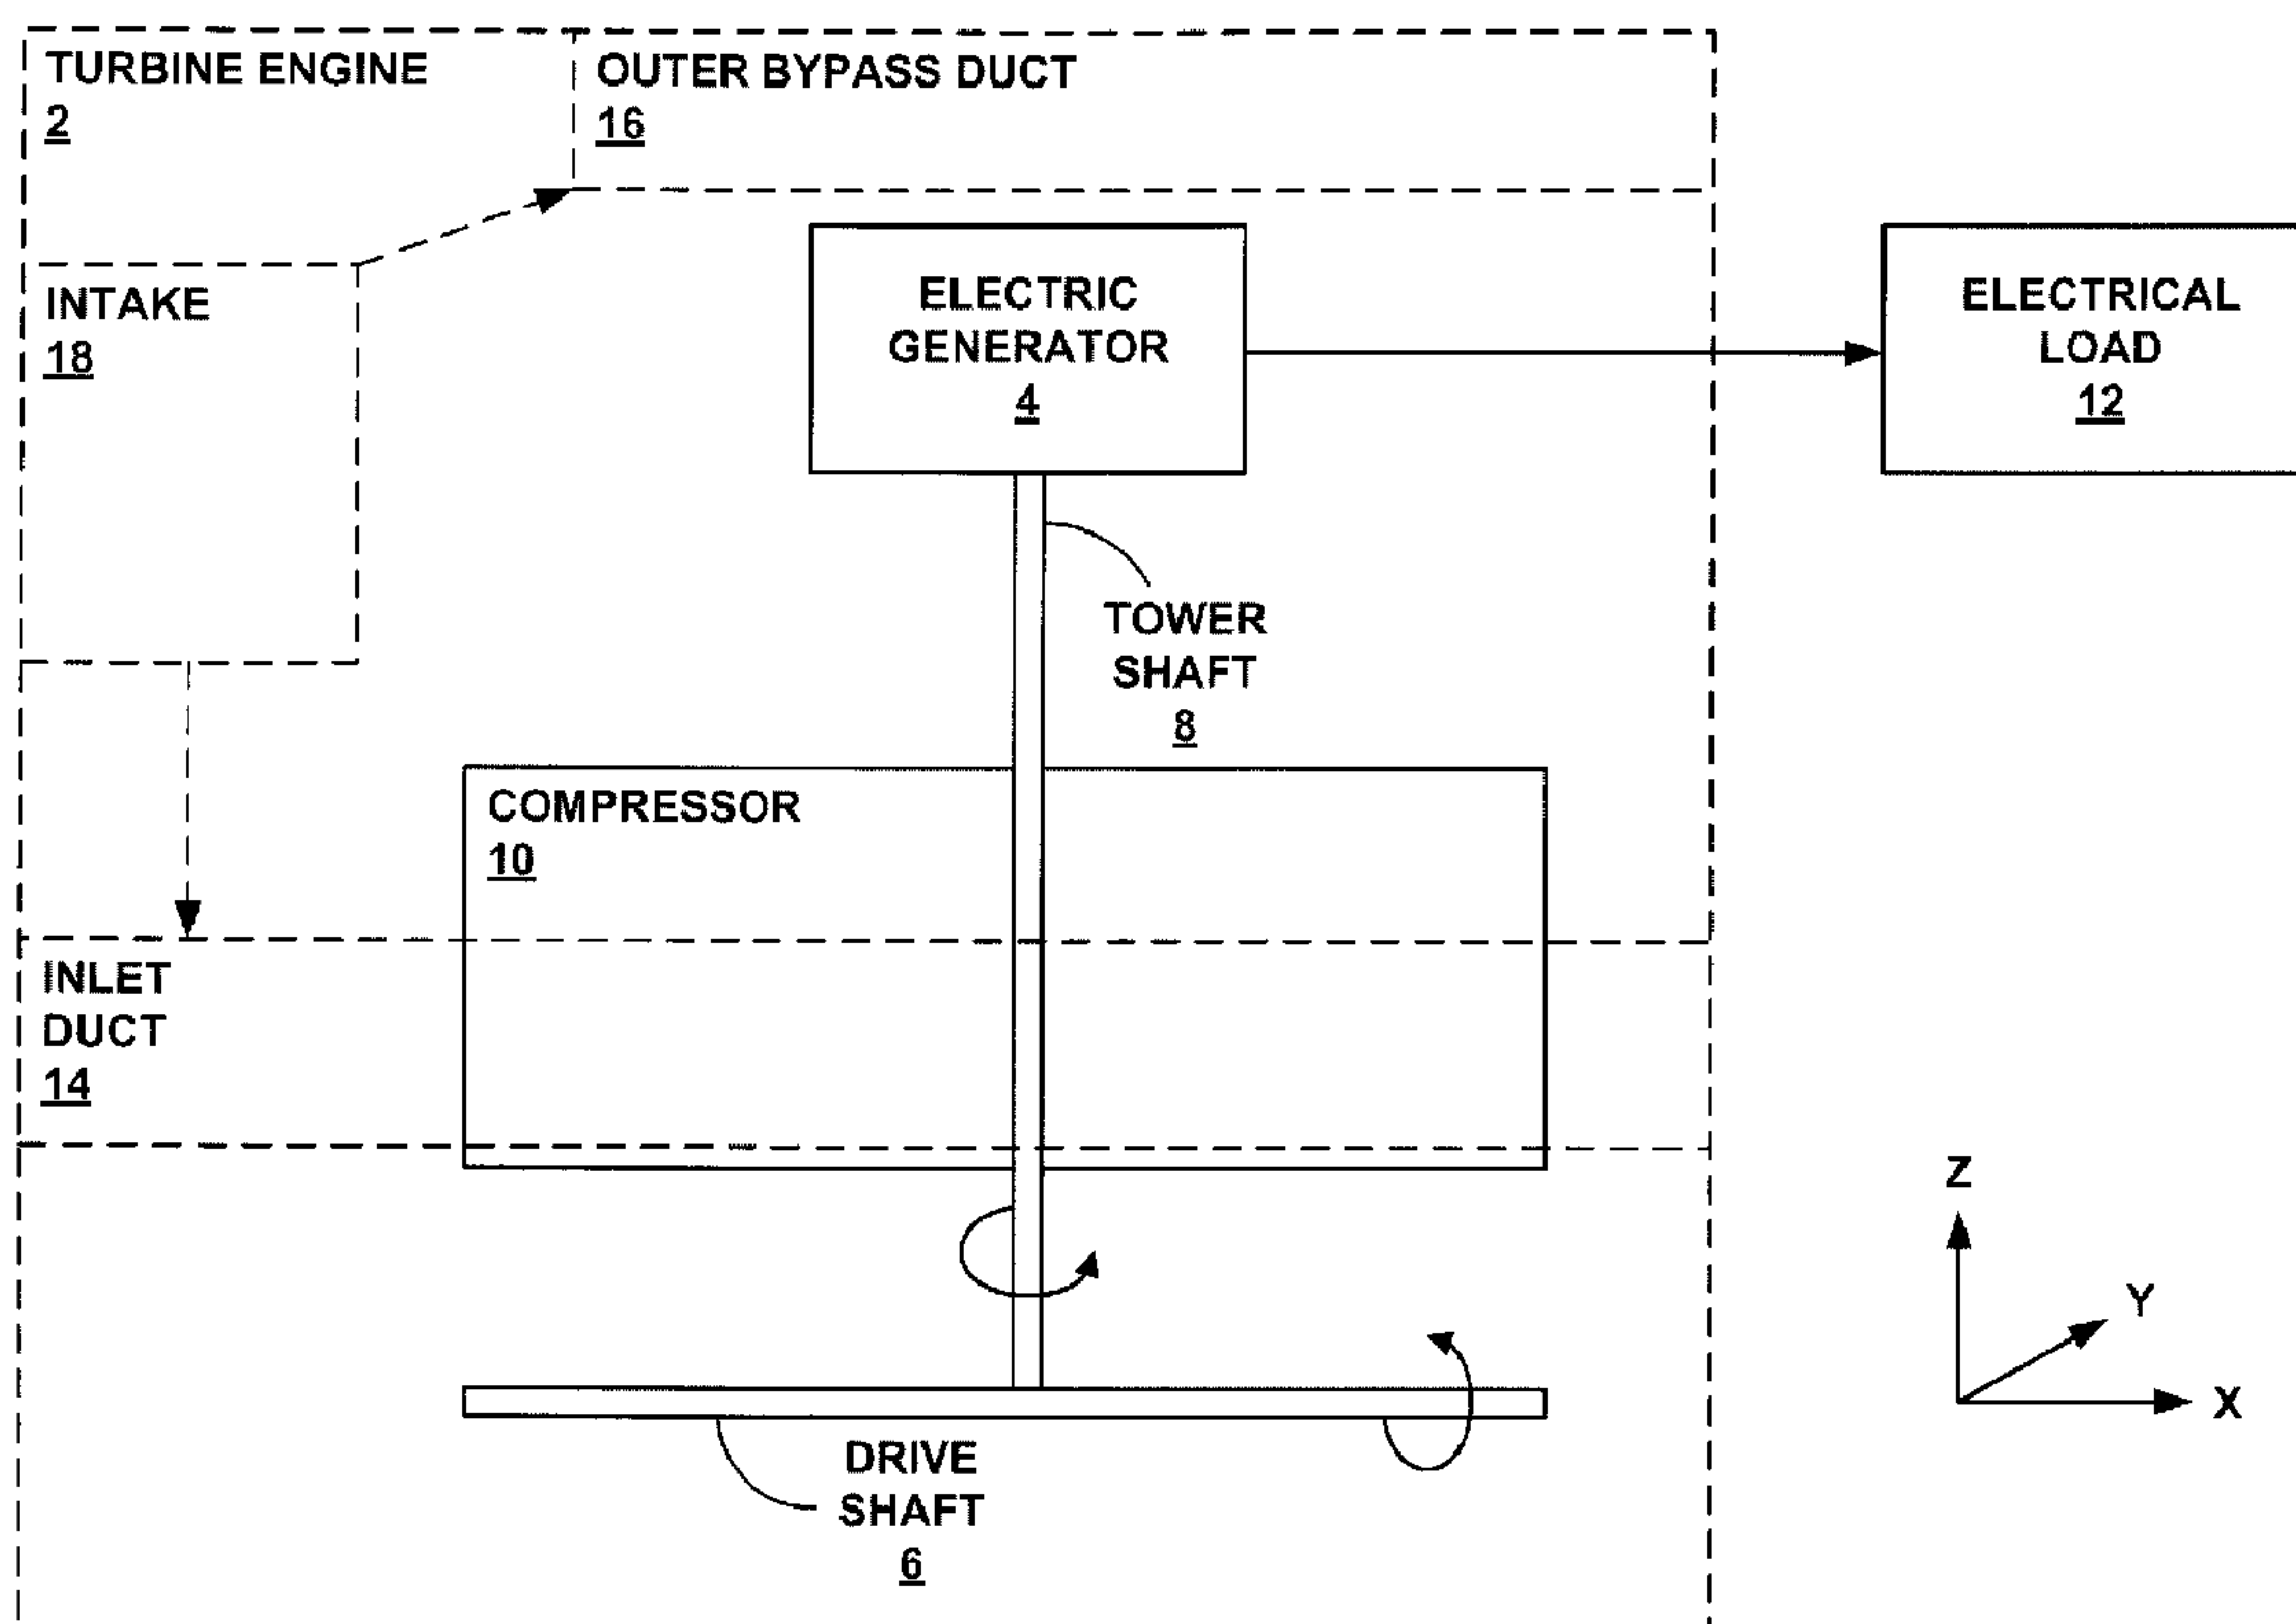 TURBINE ENGINE
2
OUTER BYPASS DUCT
16
INTAKE
18
ELECTRIC
GENERATOR
4
ELECTRICAL
LOAD
12
TOWER
SHAFT
8
COMPRESSOR
10
INLET
DUCT
14
DRIVE
SHAFT
6
Z
Y
X